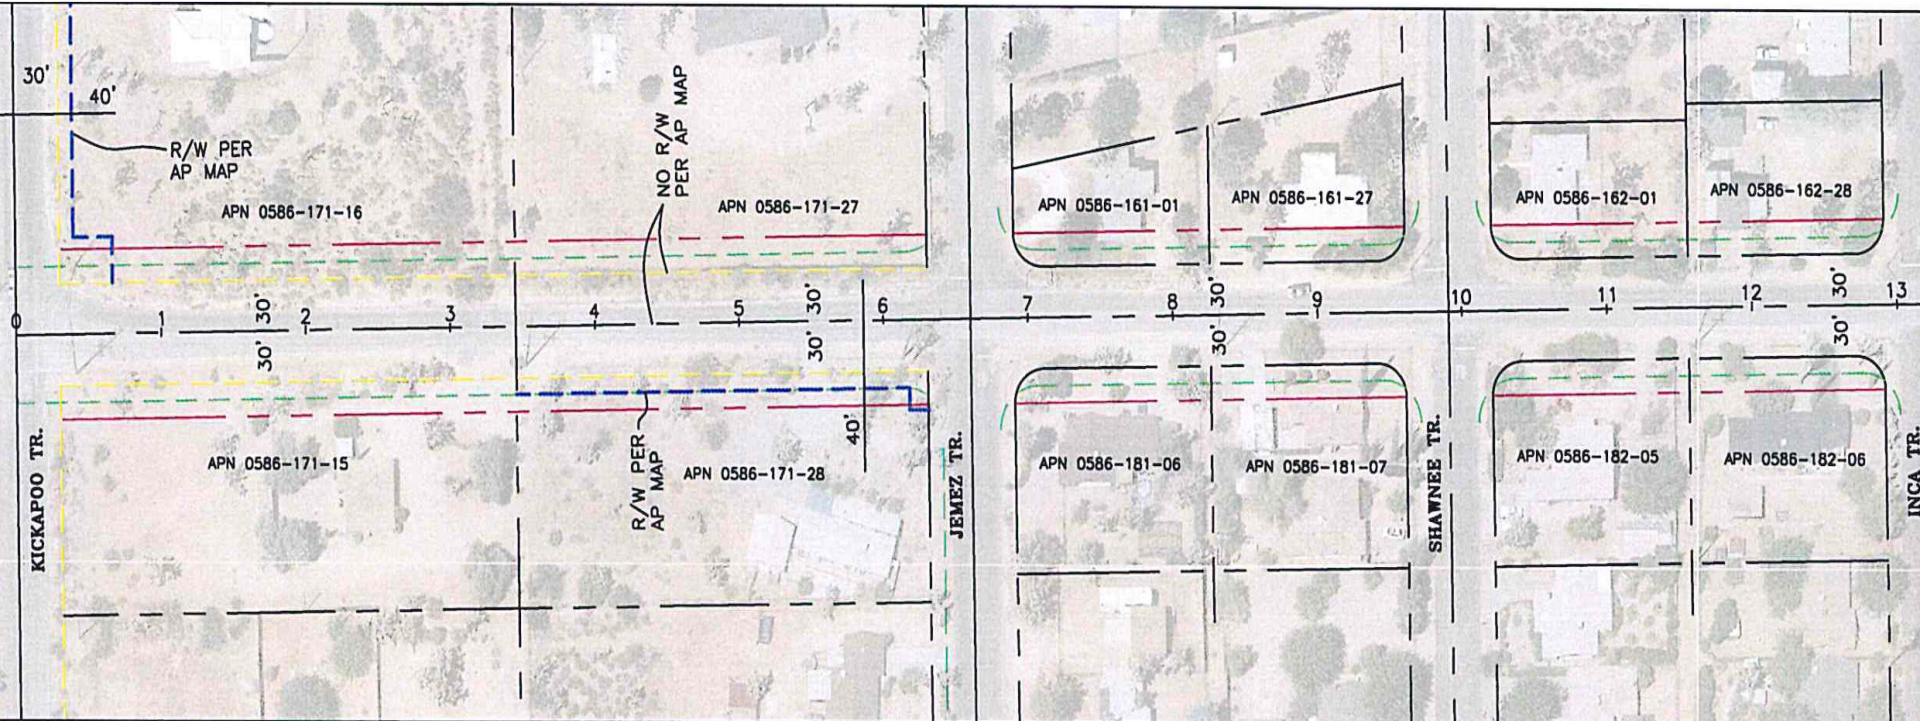 30'
40'
R/W PER
AP MAP
NO R/W
PER AP MAP
APN 0586-171-16
APN 0586-171-27
APN 0586-161-01
APN 0586-161-27
APN 0586-162-01
APN 0586-162-28
0
1
2
3
4
5
6
7
8
9
10
11
12
13
30'
30'
30'
30'
30'
30'
30'
30'
40'
KICKAPOO TR.
APN 0586-171-15
R/W PER
AP MAP
APN 0586-171-28
JEMEZ TR.
APN 0586-181-06
APN 0586-181-07
SHAWNEE TR.
APN 0586-182-05
APN 0586-182-06
INCA TR.